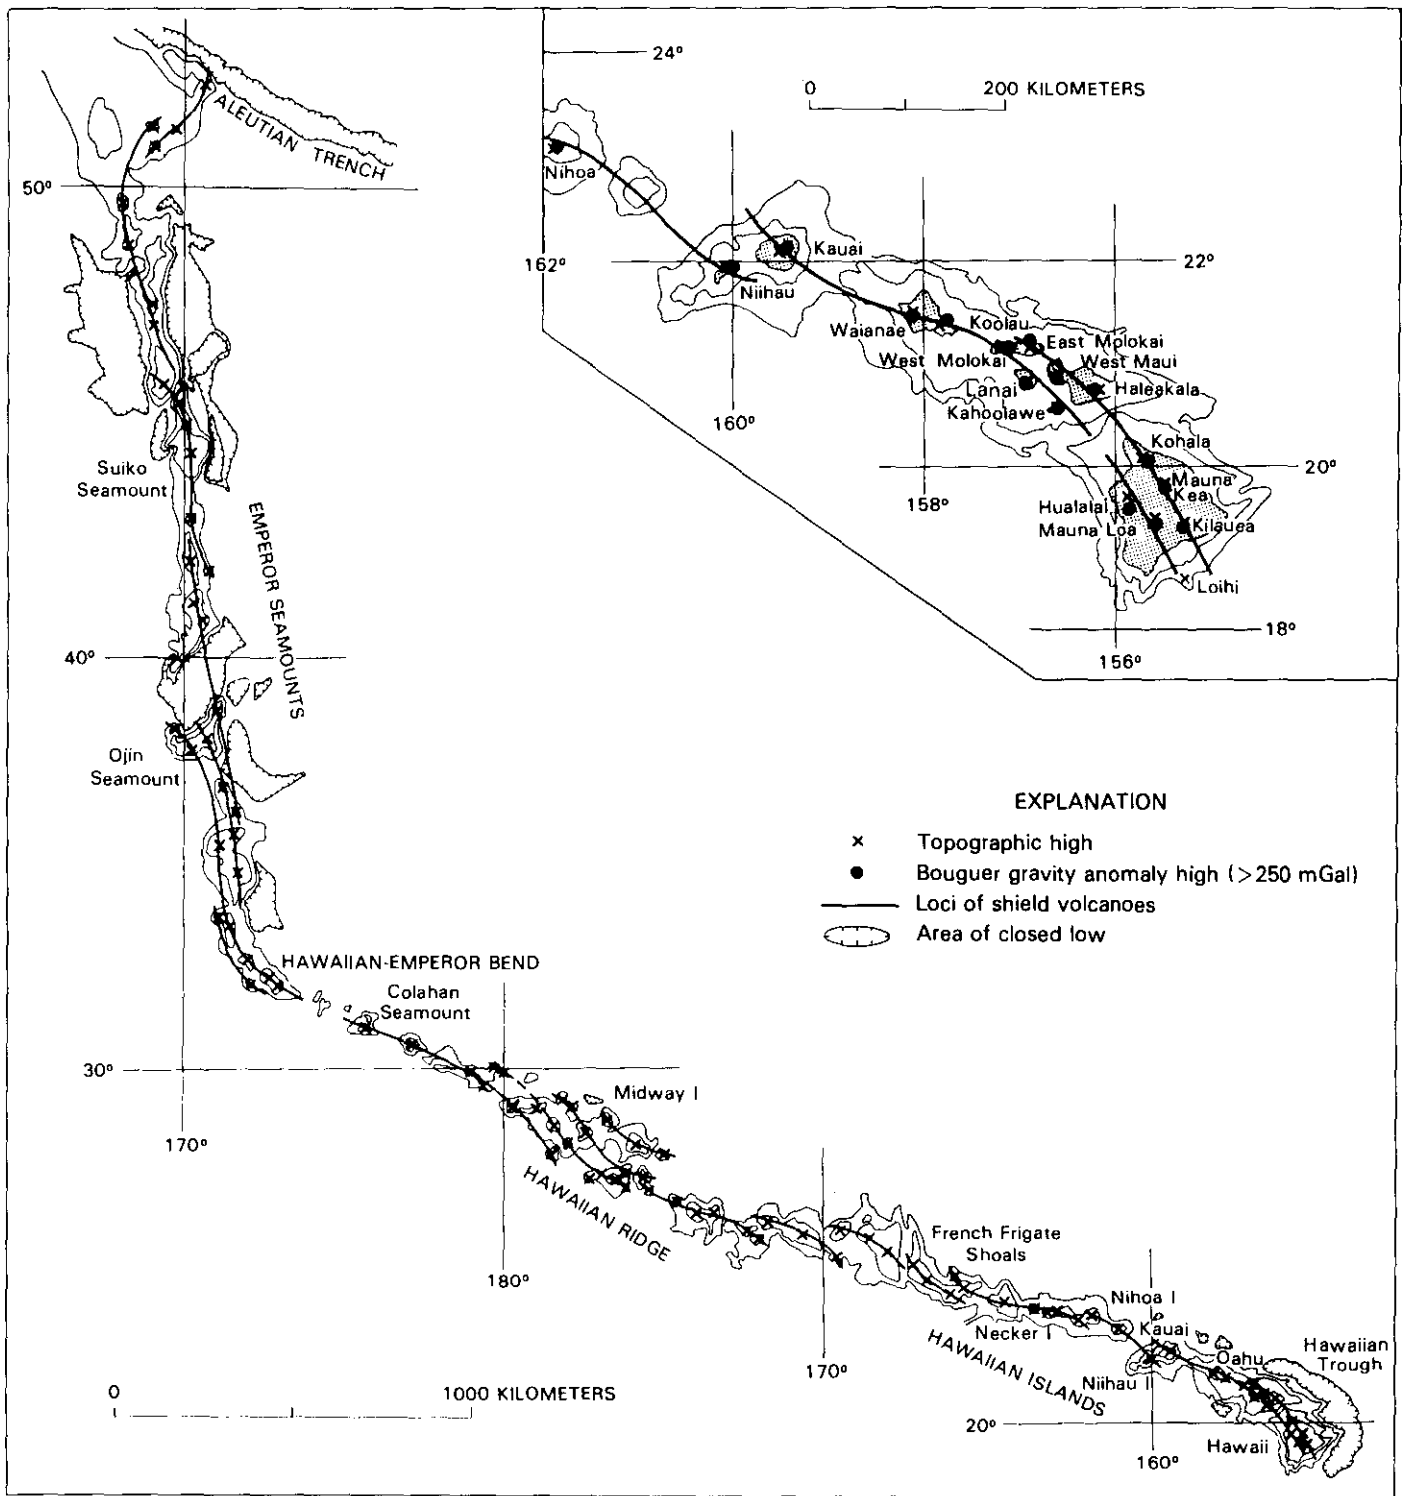 24°
0 200 KILOMETERS
ALEUTIAN TRENCH
50°
Nihoa
162°
Kauai
22°
Niihau
Waianae
Koolau
East Molokai
West Molokai
West Maui
Lanai
Haleakala
Kahoolawe
160°
Kohala
20°
Mauna
Kea
158°
Hualalai
Mauna Loa
Kilauea
Loihi
18°
156°
Suiko
Seamount
EMPEROR SEAMOUNTS
40°
Ojin
Seamount
EXPLANATION
x Topographic high
● Bouguer gravity anomaly high (>250 mGal)
Loci of shield volcanoes
Area of closed low
HAWAIIAN-EMPEROR BEND
Colahan
Seamount
30°
Midway I
170°
HAWAIIAN RIDGE
180°
French Frigate
Shoals
Necker I
Nihoa I
Kauai
HAWAIIAN ISLANDS
Oahu
Hawaiian
Trough
Niihau I
170°
0 1000 KILOMETERS
20°
Hawaii
160°